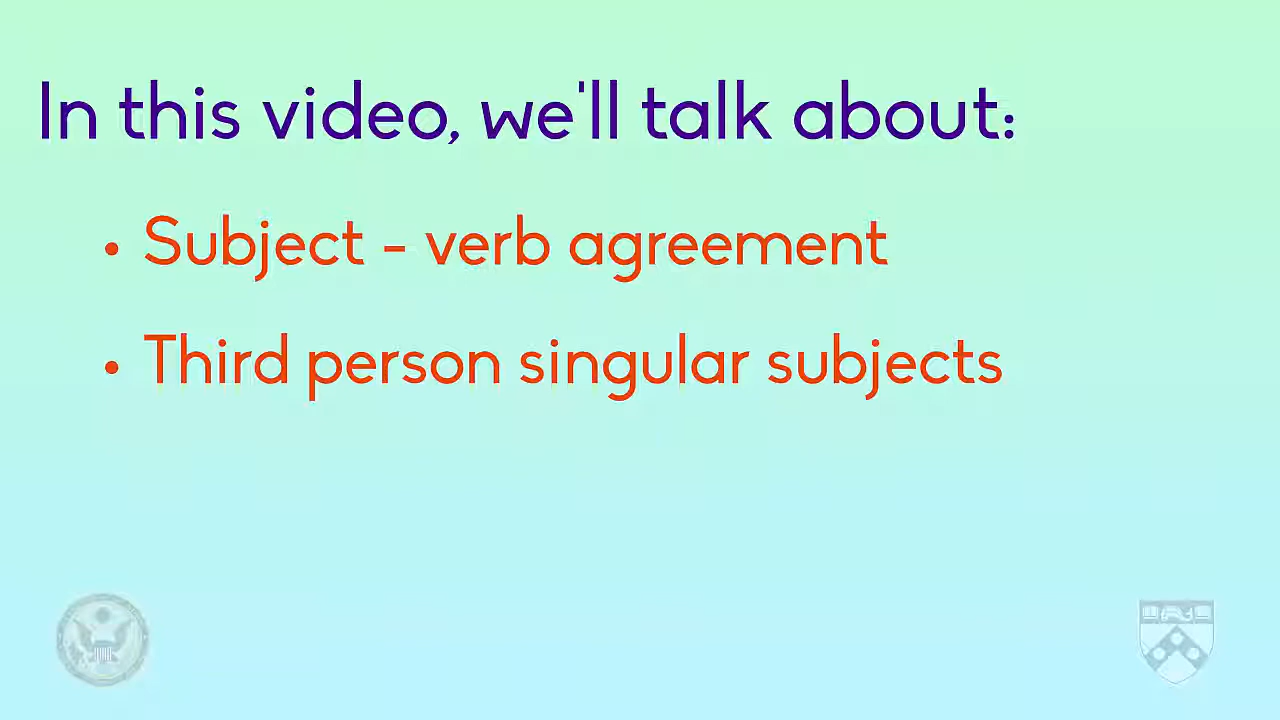 In this video, we'll talk about:
• Subject - verb agreement
• Third person singular subjects